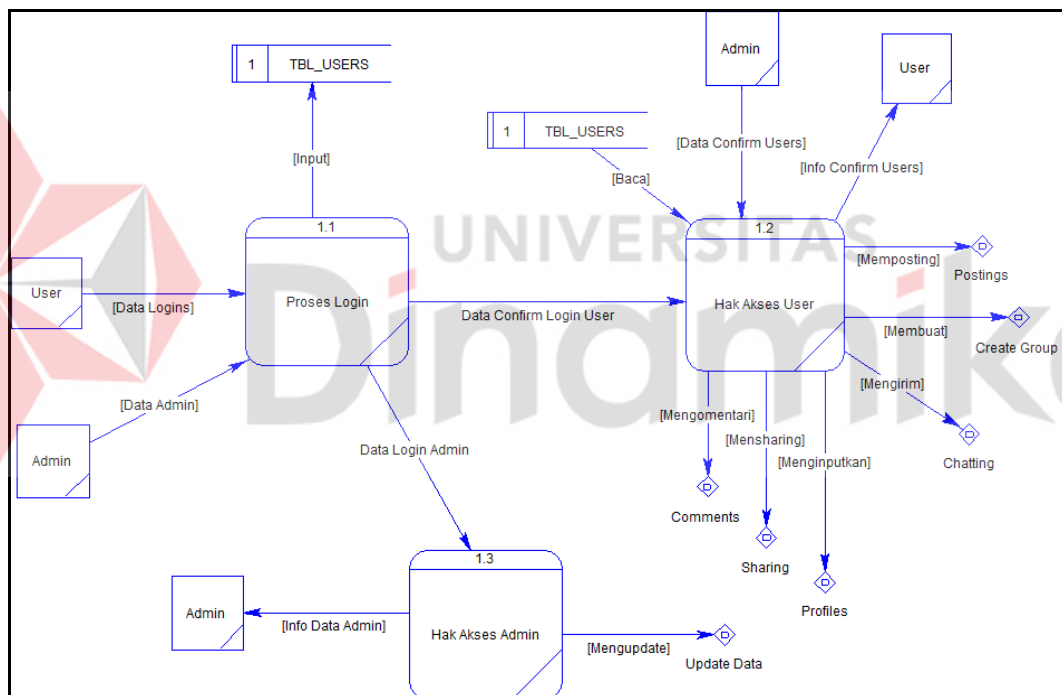 1 TBL_USERS
Admin
User
1 TBL_USERS
[Data Confirm Users]
[Input]
[Info Confirm Users]
[Baca]
1.1
1.2
UNIVERSITAS
Dinamika
[Memposting]
Postings
User
[Data Logins]
Proses Login
Hak Akses User
Data Confirm Login User
[Membuat]
Create Group
[Mengirim]
[Data Admin]
[Mengomentari]
[Mensharing]
Admin
Data Login Admin
[Menginputkan]
Chatting
Comments
Sharing
1.3
Profiles
Admin
[Info Data Admin]
Hak Akses Admin
[Mengupdate]
Update Data